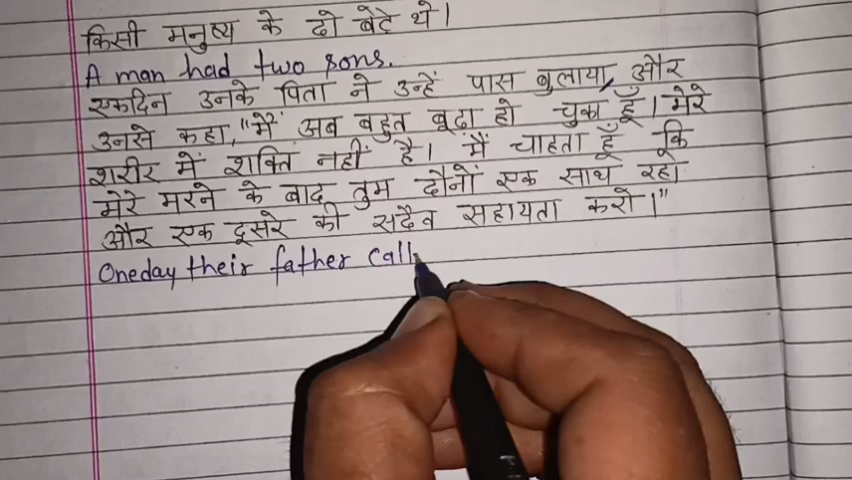 किसी मनुष्य के दो बेटे थे।
A man had two sons.
एकदिन उनके पिता ने उन्हें पास बुलाया, और
उनसे कहा, "मैं अब बहुत बूढ़ा हो चुका हूँ। मेरे
शरीर में शक्ति नहीं है। मैं चाहता हूँ कि
मेरे मरने के बाद तुम दौनों एक साथ रहो
और एक दूसरे की सदैव सहायता करो।"
Oneday their father call